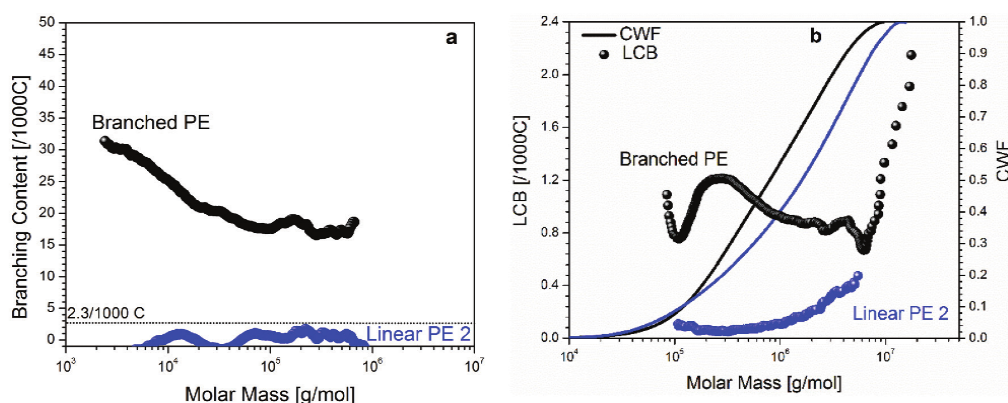 a
Branching Content [/1000C]
50
45
40
35
30
25
20
15
10
5
0
Branched PE
2.3/1000 C
Linear PE 2
10³
10⁴
10⁵
10⁶
10⁷
Molar Mass [g/mol]
b
CWF
LCB
LCB [/1000C]
2.4
2.0
1.6
1.2
0.8
0.4
0.0
Branched PE
Linear PE 2
1.0
0.9
0.8
0.7
0.6
0.5
0.4
0.3
0.2
0.1
0.0
CWF
10⁴
10⁵
10⁶
10⁷
Molar Mass [g/mol]